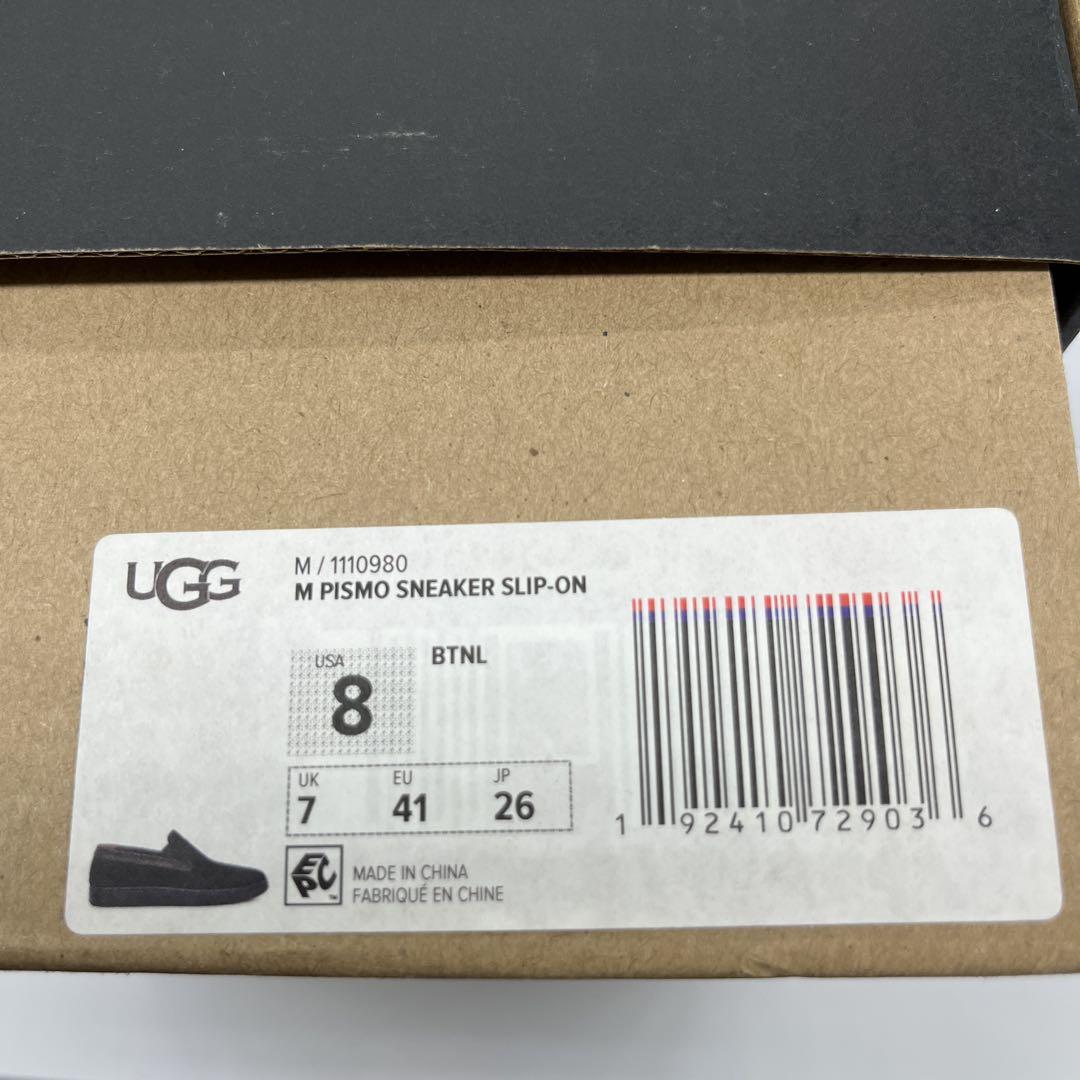 UGG
M / 1110980
M PISMO SNEAKER SLIP-ON
USA
8
BTNL
UK EU JP
7 41 26
EPC™
MADE IN CHINA
FABRIQUÉ EN CHINE
1 92410 72903 6